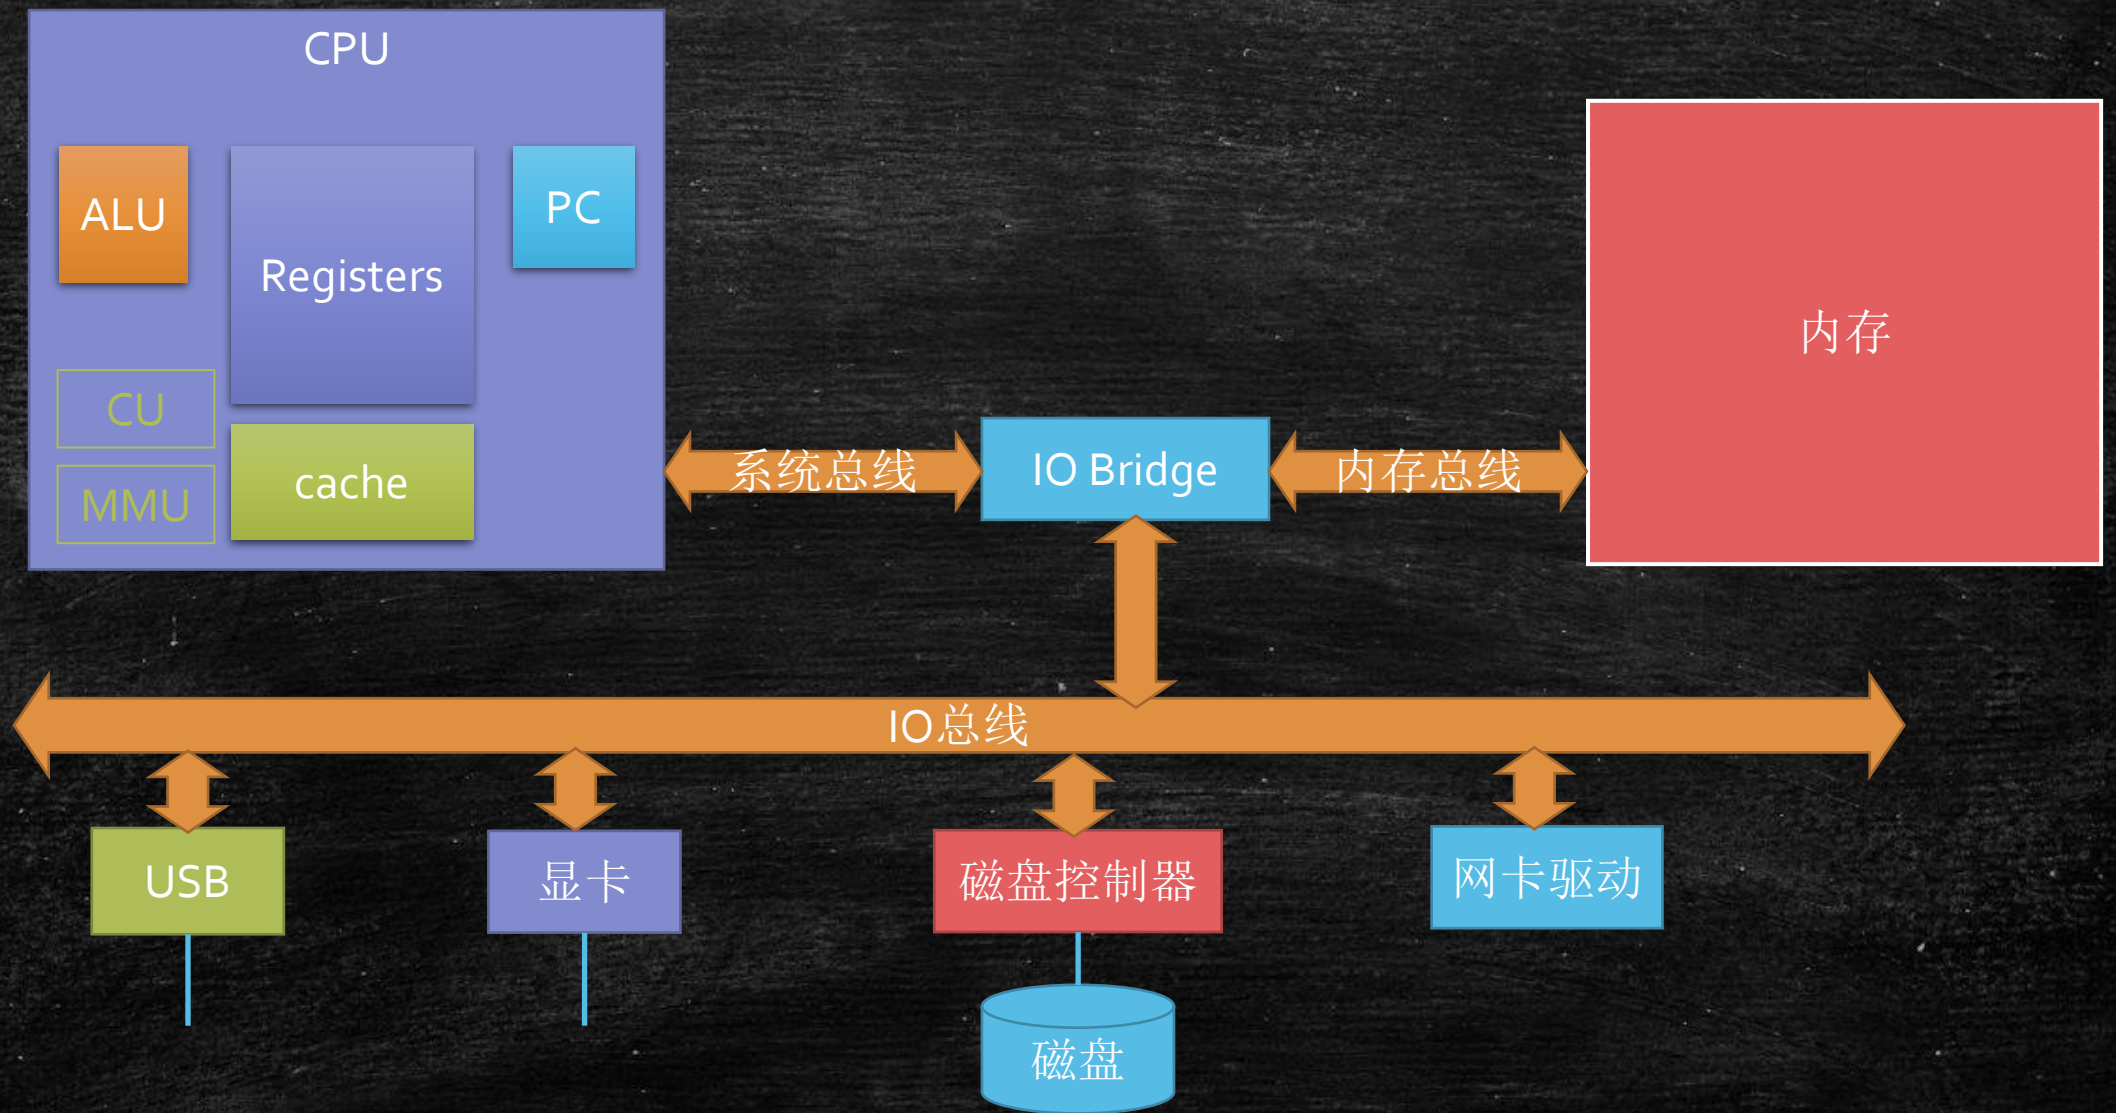 CPU
ALU
Registers
PC
CU
MMU
cache
系统总线
IO Bridge
内存总线
内存
IO总线
USB
显卡
磁盘控制器
网卡驱动
磁盘